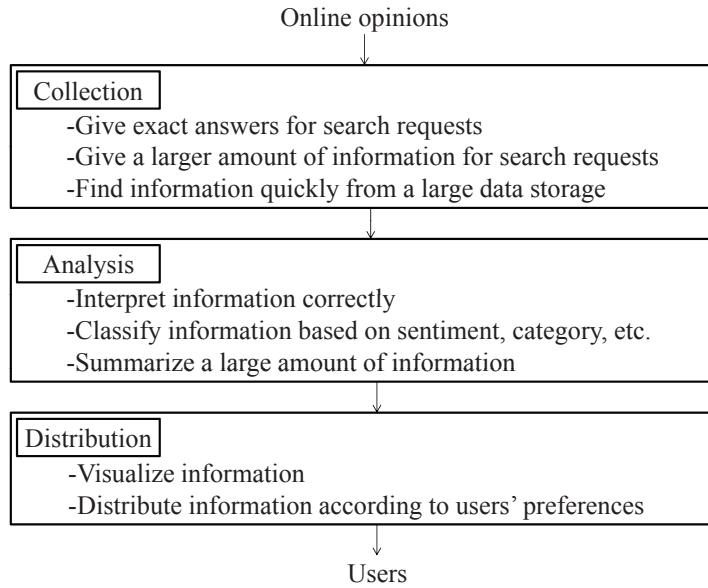 Online opinions
Collection
-Give exact answers for search requests
-Give a larger amount of information for search requests
-Find information quickly from a large data storage
Analysis
-Interpret information correctly
-Classify information based on sentiment, category, etc.
-Summarize a large amount of information
Distribution
-Visualize information
-Distribute information according to users’ preferences
Users